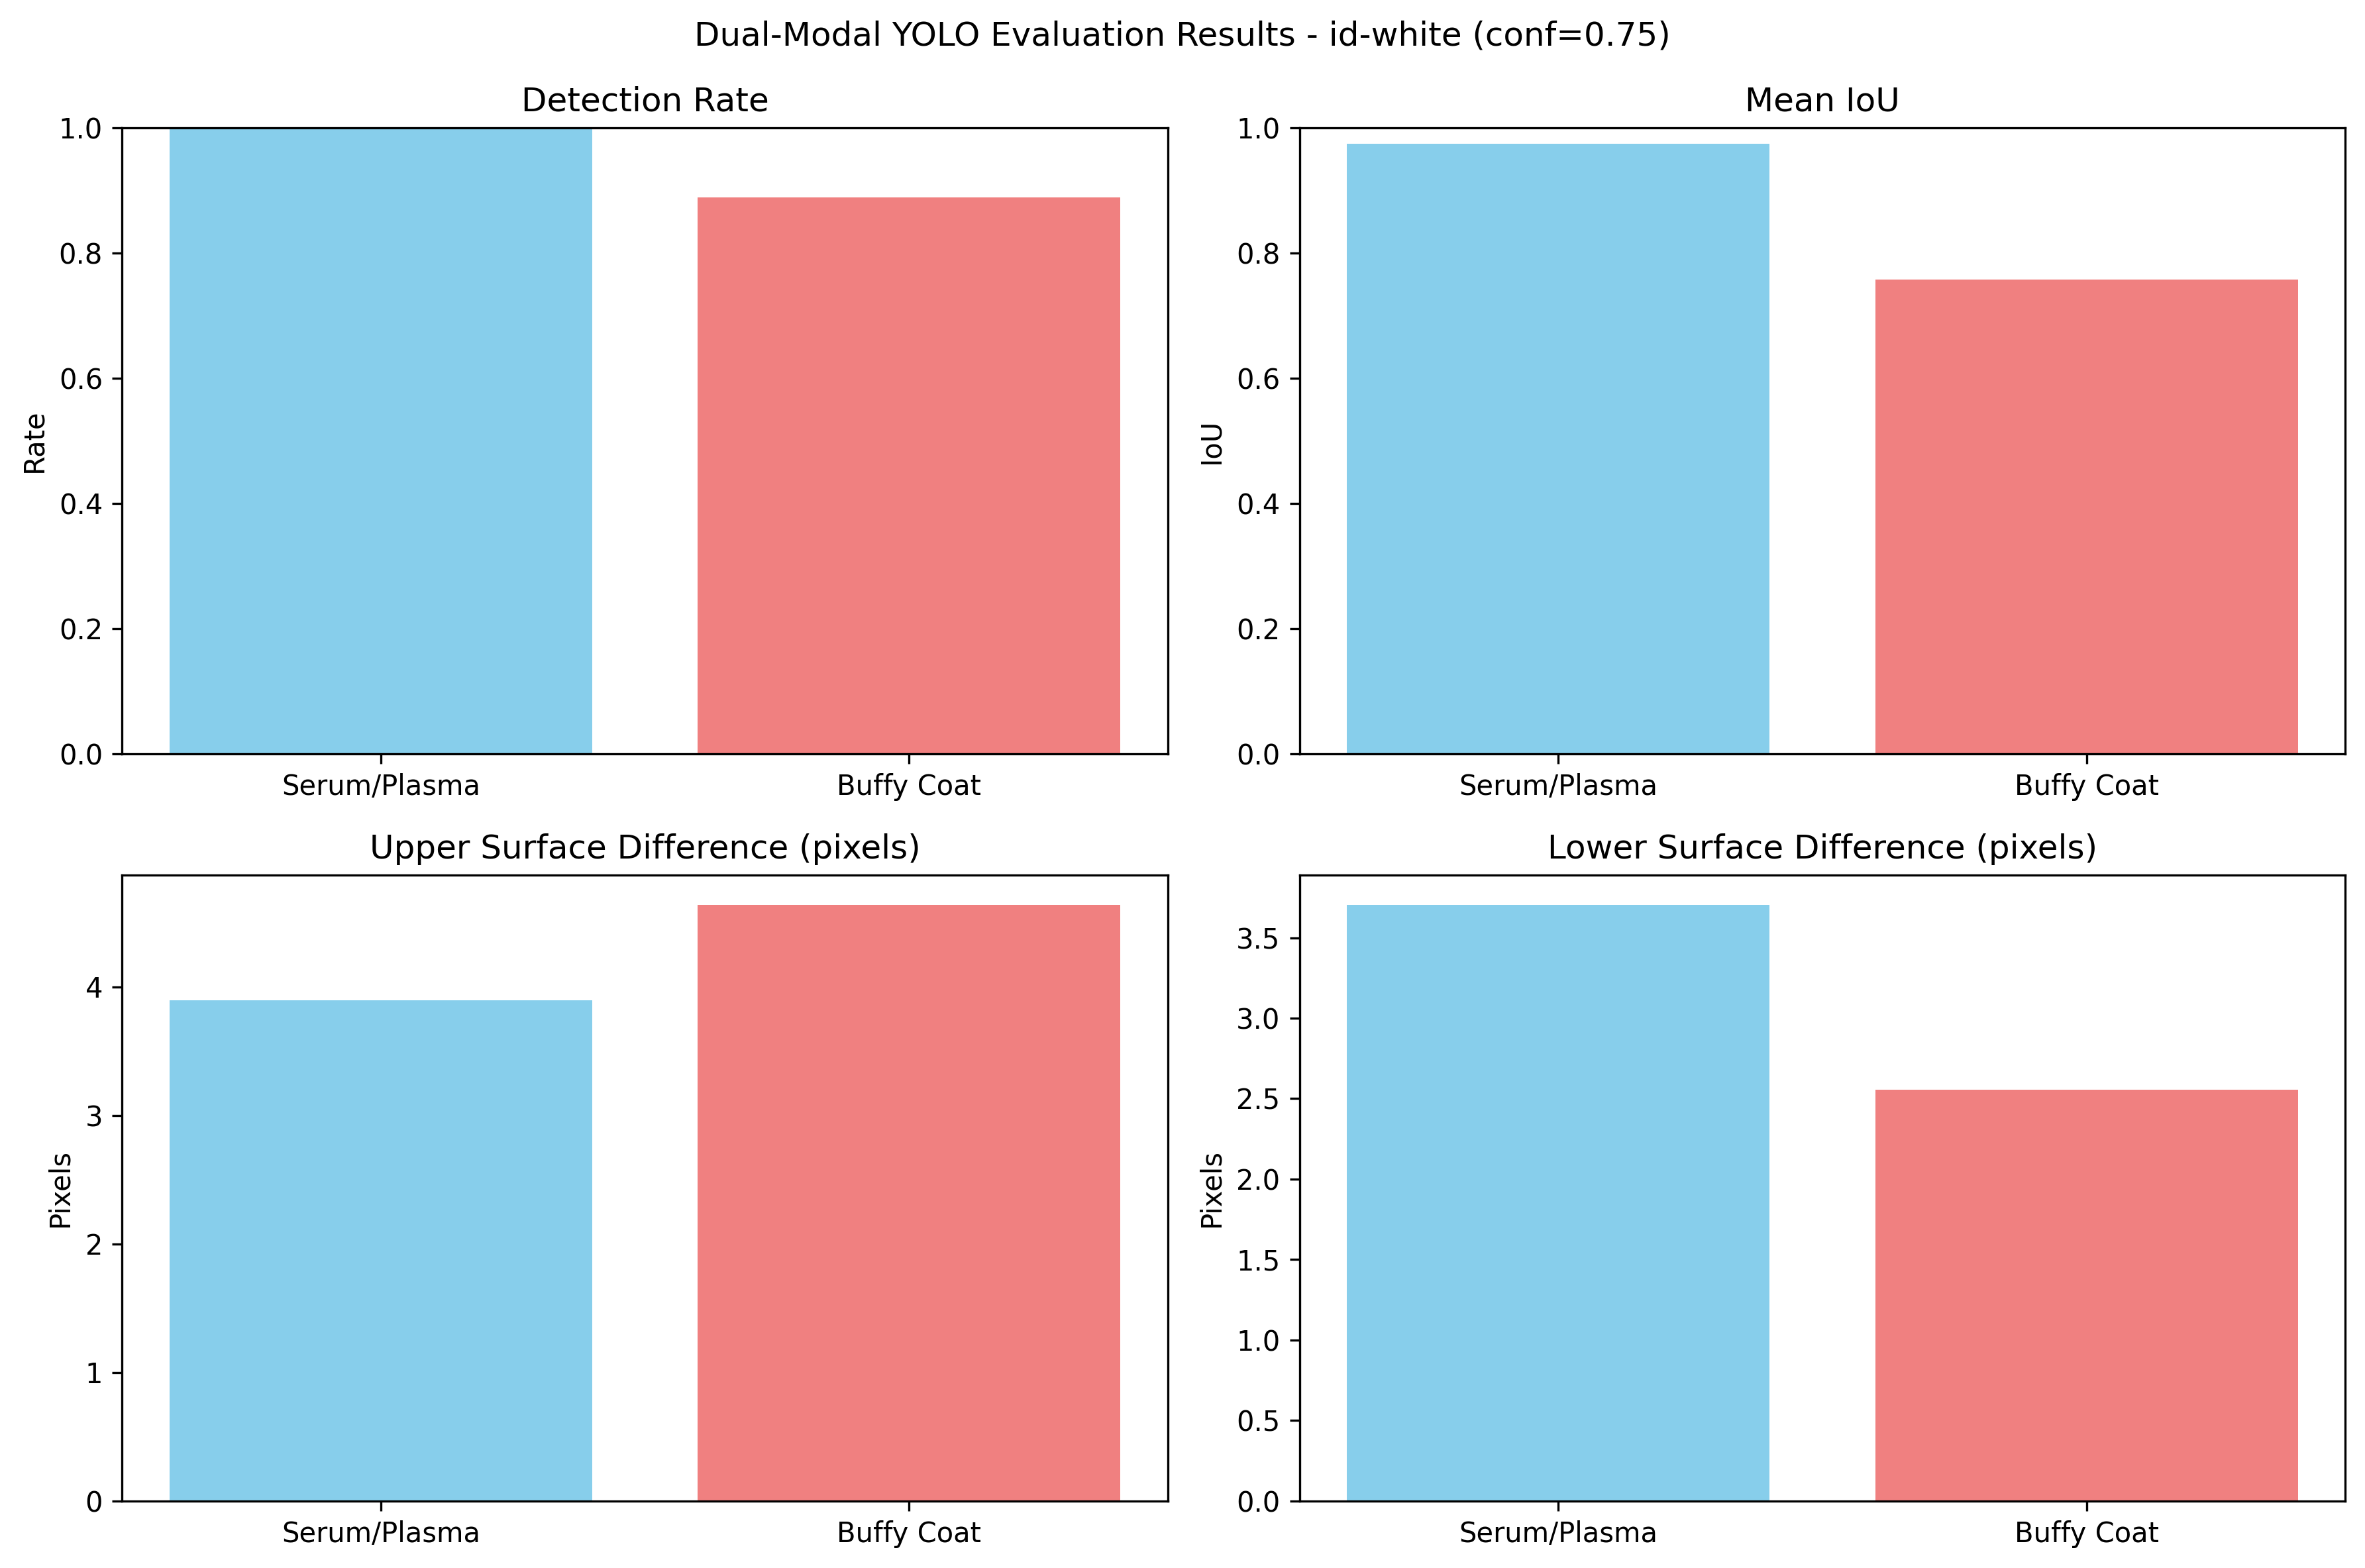 Dual-Modal YOLO Evaluation Results - id-white (conf=0.75)
Detection Rate
1.0
0.8
0.6
0.4
0.2
0.0
Rate
Serum/Plasma
Buffy Coat
Mean IoU
1.0
0.8
0.6
0.4
0.2
0.0
IoU
Serum/Plasma
Buffy Coat
Upper Surface Difference (pixels)
4
3
2
1
0
Pixels
Serum/Plasma
Buffy Coat
Lower Surface Difference (pixels)
3.5
3.0
2.5
2.0
1.5
1.0
0.5
0.0
Pixels
Serum/Plasma
Buffy Coat